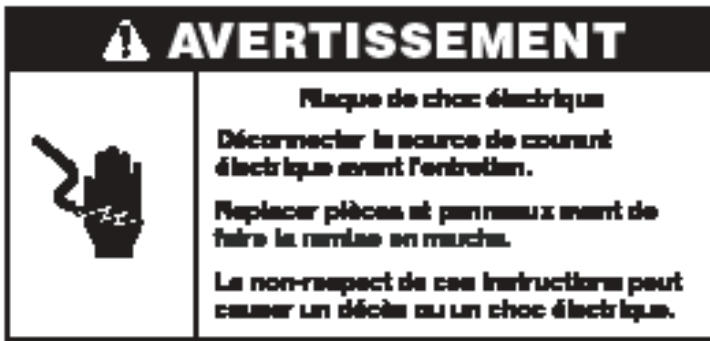 AVERTISSEMENT
Risque de choc électrique
Déconnecter la source de courant
électrique avant l'entretien.
Replacer pièces et panneaux avant de
faire la remise en marche.
Le non-respect de ces instructions peut
causer un décès ou un choc électrique.